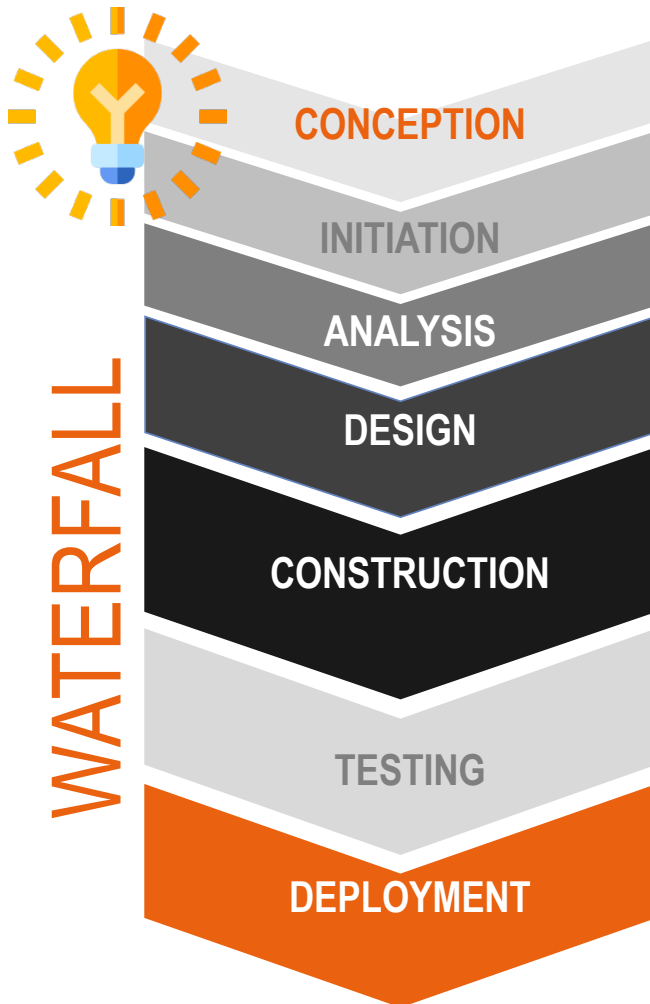 CONCEPTION
INITIATION
ANALYSIS
DESIGN
CONSTRUCTION
TESTING
DEPLOYMENT
WATERFALL